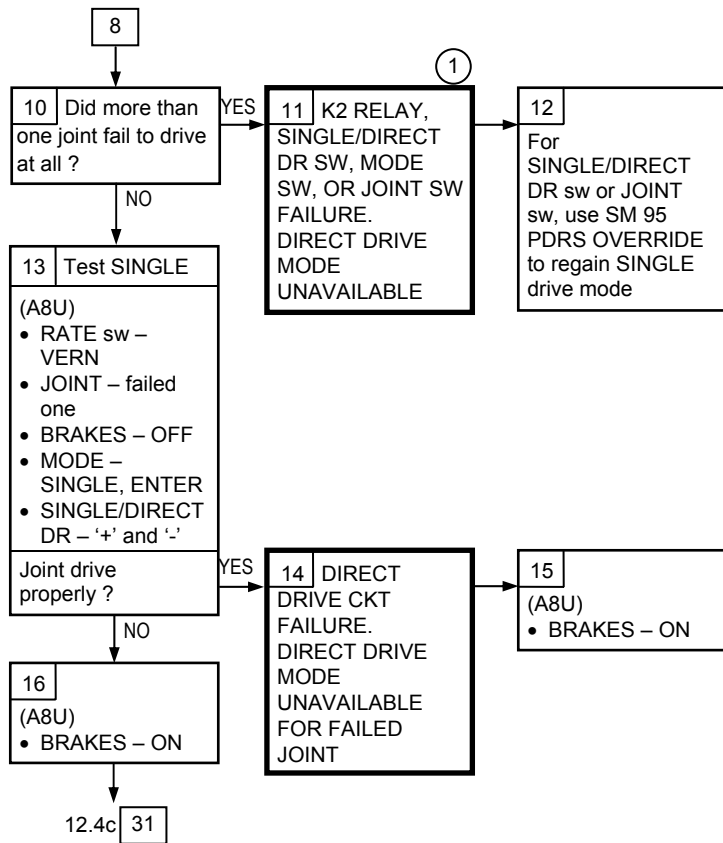 8
1
10 Did more than
one joint fail to drive
at all ?
YES
11 K2 RELAY,
SINGLE/DIRECT
DR SW, MODE
SW, OR JOINT SW
FAILURE.
DIRECT DRIVE
MODE
UNAVAILABLE
12
For
SINGLE/DIRECT
DR sw or JOINT
sw, use SM 95
PDRS OVERRIDE
to regain SINGLE
drive mode
NO
13 Test SINGLE
(A8U)
• RATE sw –
VERN
• JOINT – failed
one
• BRAKES – OFF
• MODE –
SINGLE, ENTER
• SINGLE/DIRECT
DR – ‘+’ and ‘-’
Joint drive
properly ?
YES
14 DIRECT
DRIVE CKT
FAILURE.
DIRECT DRIVE
MODE
UNAVAILABLE
FOR FAILED
JOINT
15
(A8U)
• BRAKES – ON
NO
16
(A8U)
• BRAKES – ON
12.4c 31